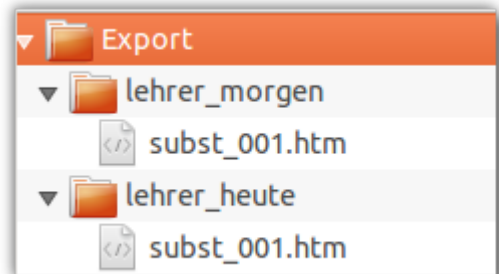 Export
lehrer_morgen
subst_001.htm
lehrer_heute
subst_001.htm